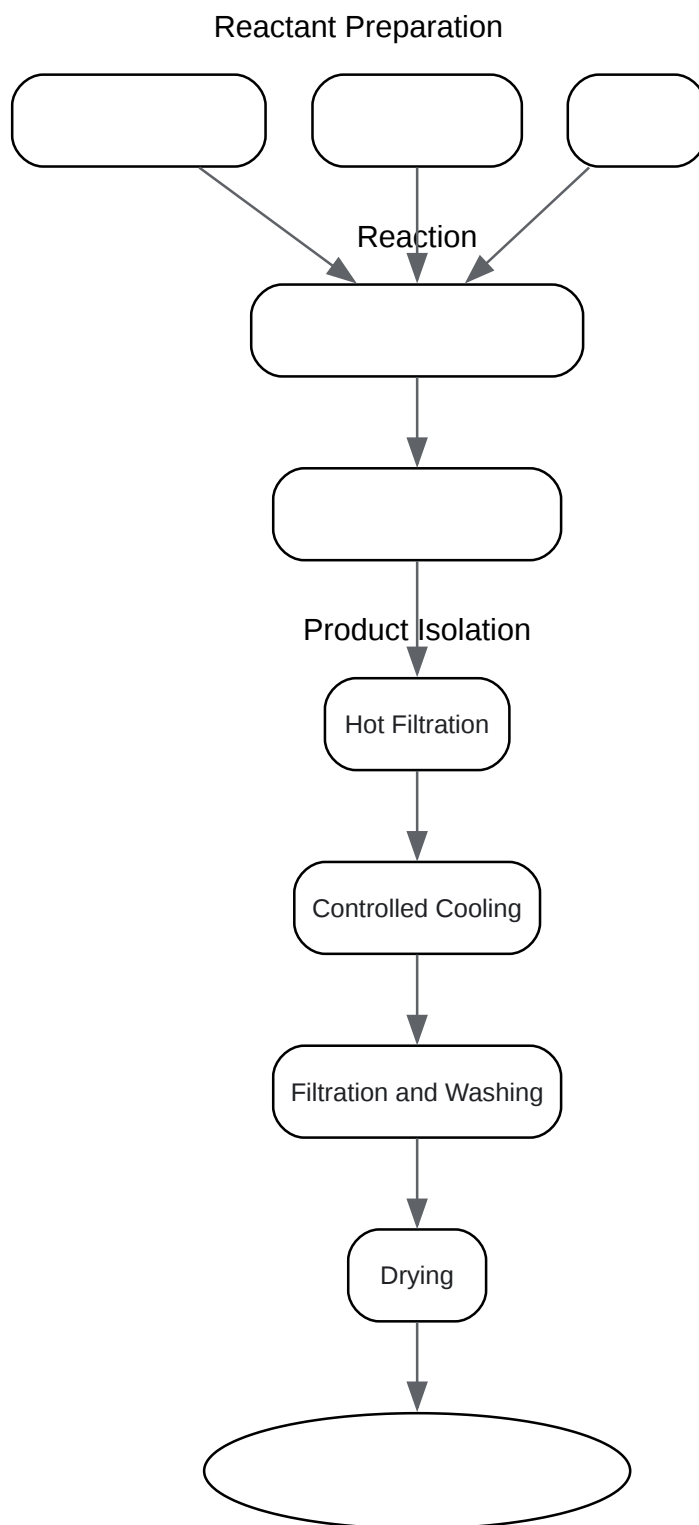 Reactant Preparation
Reaction
Product Isolation
Hot Filtration
Controlled Cooling
Filtration and Washing
Drying